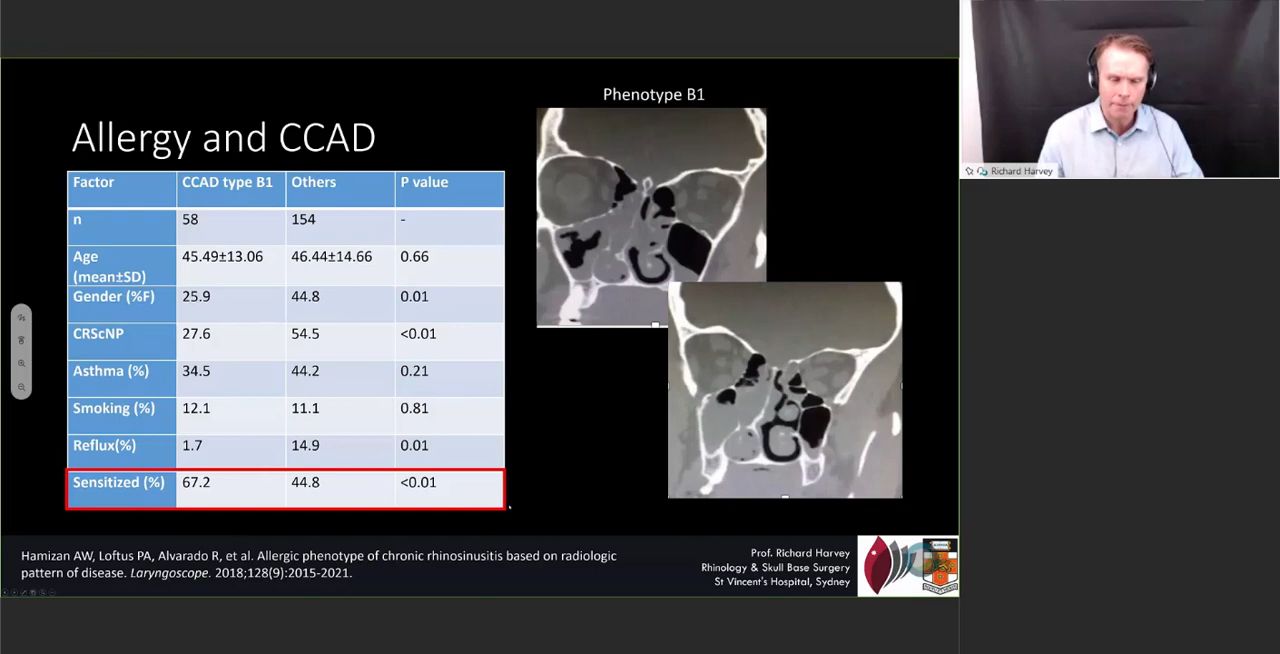 Phenotype B1
Allergy and CCAD
Factor CCAD type B1 Others P value
n 58 154 -
Age
(mean±SD) 45.49±13.06 46.44±14.66 0.66
Gender (%F) 25.9 44.8 0.01
CRScNP 27.6 54.5 <0.01
Asthma (%) 34.5 44.2 0.21
Smoking (%) 12.1 11.1 0.81
Reflux(%) 1.7 14.9 0.01
Sensitized (%) 67.2 44.8 <0.01
Hamizan AW, Loftus PA, Alvarado R, et al. Allergic phenotype of chronic rhinosinusitis based on radiologic
pattern of disease. Laryngoscope. 2018;128(9):2015-2021.
Prof. Richard Harvey
Rhinology & Skull Base Surgery
St Vincent's Hospital, Sydney
Richard Harvey